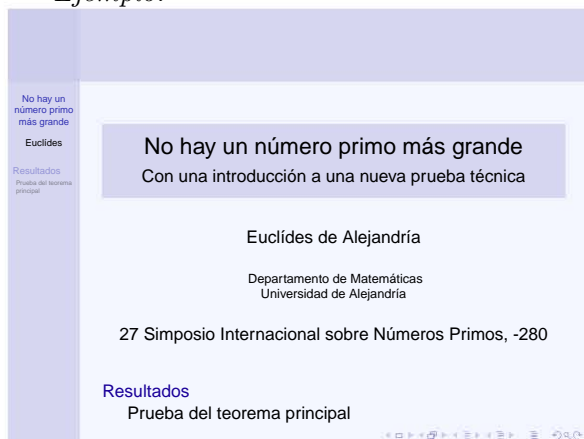 Ejemplo:
No hay un
número primo
más grande
Euclídes
Resultados
Prueba del teorema
principal
No hay un número primo más grande
Con una introducción a una nueva prueba técnica
Euclídes de Alejandría
Departamento de Matemáticas
Universidad de Alejandría
27 Simposio Internacional sobre Números Primos, -280
Resultados
Prueba del teorema principal